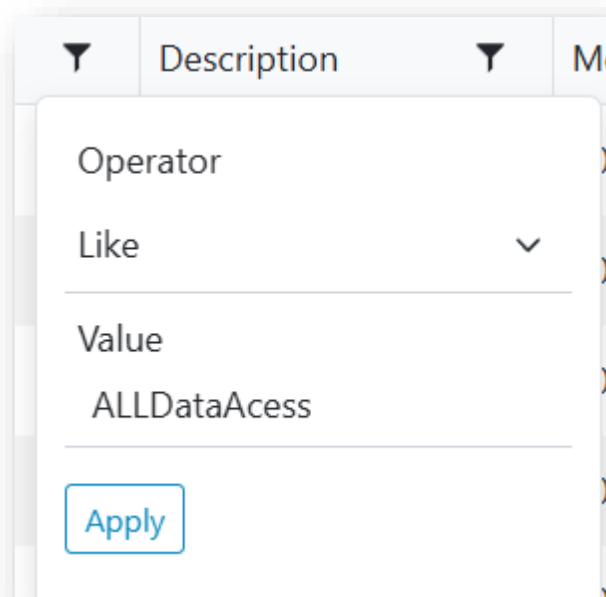 Description
Operator
Like
Value
ALLDataAcess
Apply